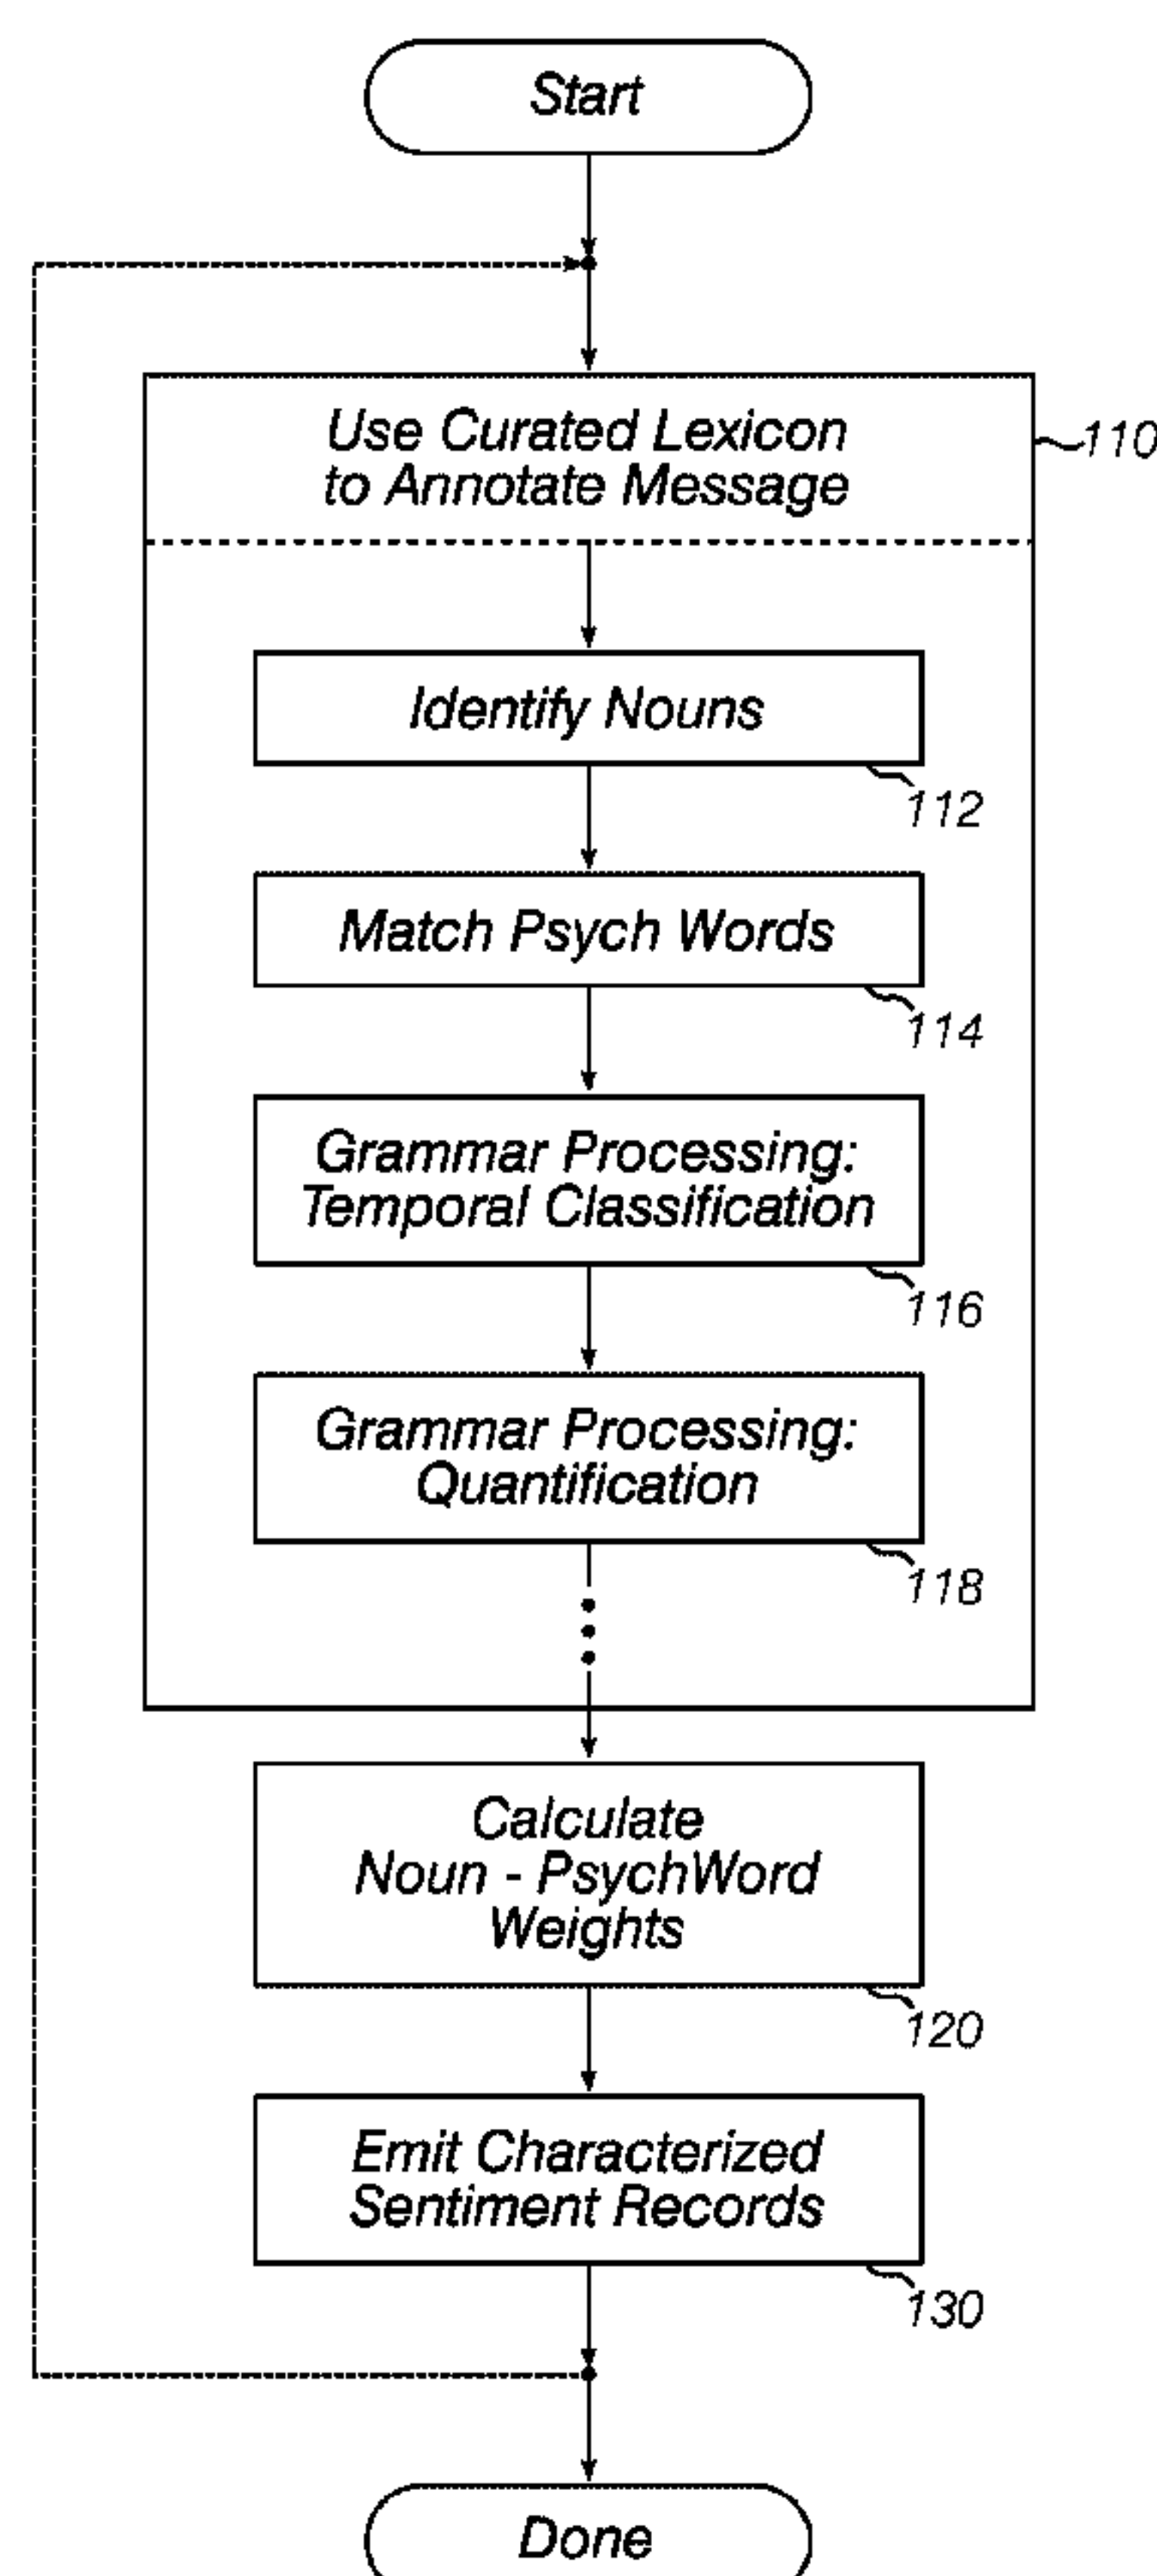 Start
Use Curated Lexicon
to Annotate Message
110
Identify Nouns
112
Match Psych Words
114
Grammar Processing:
Temporal Classification
116
Grammar Processing:
Quantification
118
Calculate
Noun - PsychWord
Weights
120
Emit Characterized
Sentiment Records
130
Done